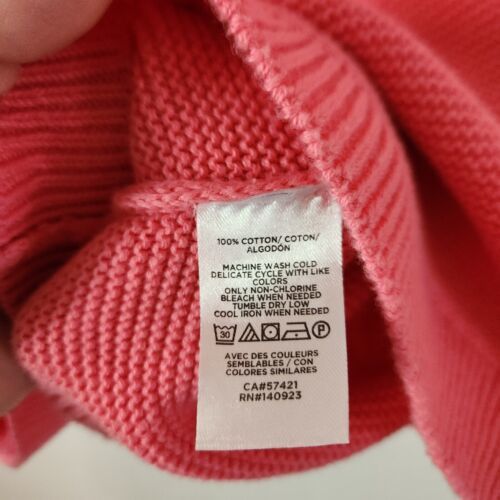 100% COTTON/ COTON/
ALGODÓN
MACHINE WASH COLD
DELICATE CYCLE WITH LIKE
COLORS
ONLY NON-CHLORINE
BLEACH WHEN NEEDED
TUMBLE DRY LOW
COOL IRON WHEN NEEDED
30 P
AVEC DES COULEURS
SEMBLABLES / CON
COLORES SIMILARES
CA#57421
RN#140923